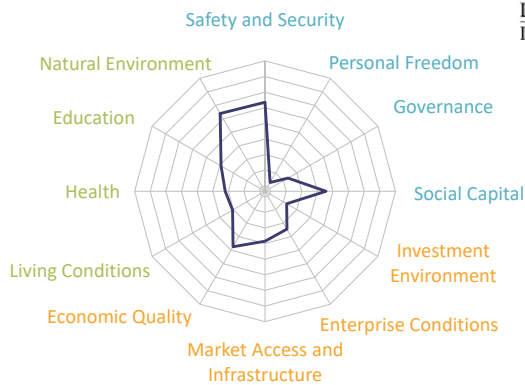 Safety and Security
Natural Environment
Personal Freedom
Education
Governance
Health
Social Capital
Living Conditions
Investment
Environment
Economic Quality
Enterprise Conditions
Market Access and
Infrastructure